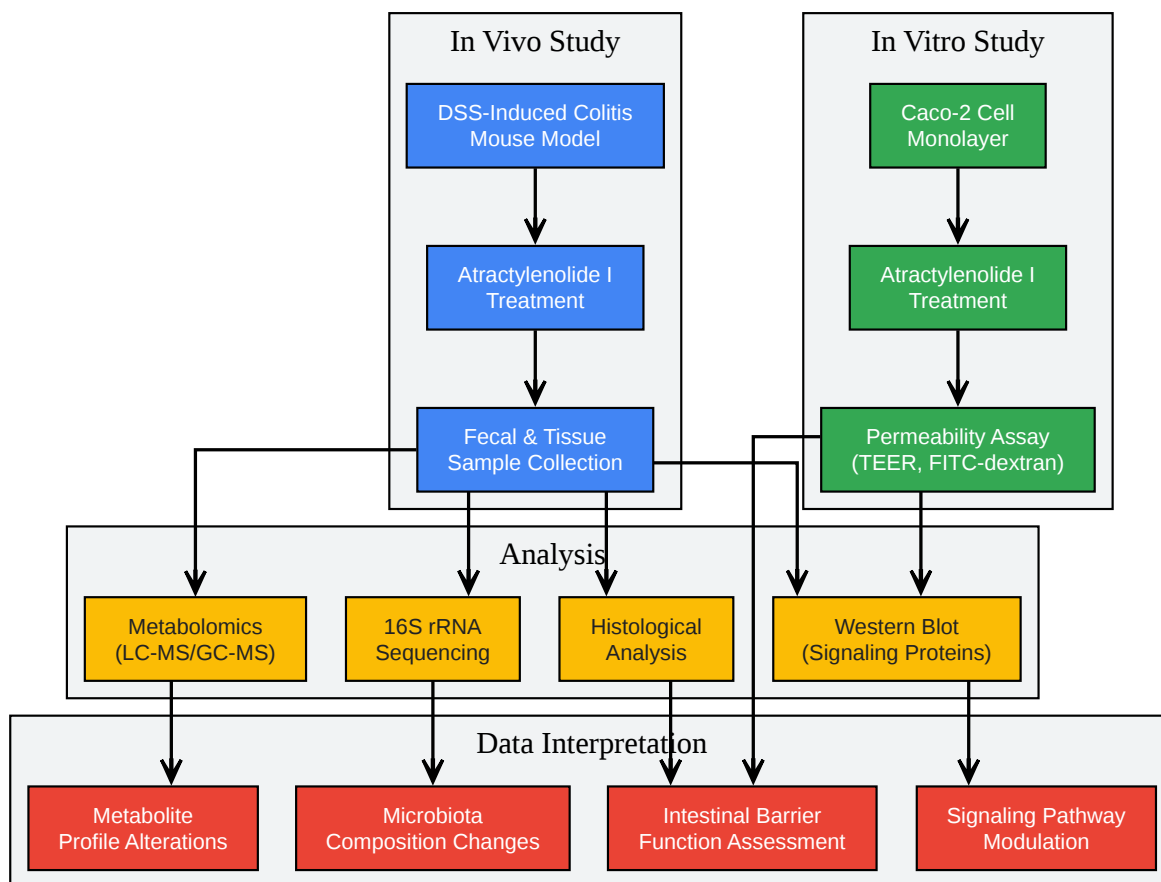 In Vivo Study
DSS-Induced Colitis
Mouse Model
Atractylenolide I
Treatment
Fecal & Tissue
Sample Collection
In Vitro Study
Caco-2 Cell
Monolayer
Atractylenolide I
Treatment
Permeability Assay
(TEER, FITC-dextran)
Analysis
Metabolomics
(LC-MS/GC-MS)
16S rRNA
Sequencing
Histological
Analysis
Western Blot
(Signaling Proteins)
Data Interpretation
Metabolite
Profile Alterations
Microbiota
Composition Changes
Intestinal Barrier
Function Assessment
Signaling Pathway
Modulation